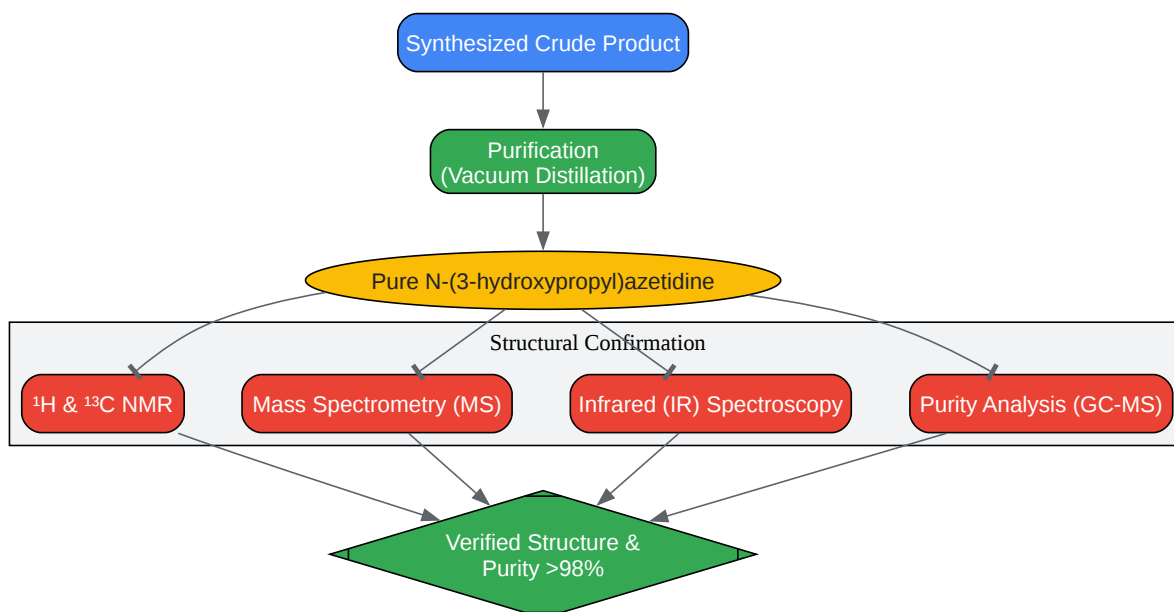 Synthesized Crude Product
Purification
(Vacuum Distillation)
Pure N-(3-hydroxypropyl)azetidine
Structural Confirmation
¹H & ¹³C NMR
Mass Spectrometry (MS)
Infrared (IR) Spectroscopy
Purity Analysis (GC-MS)
Verified Structure &
Purity >98%